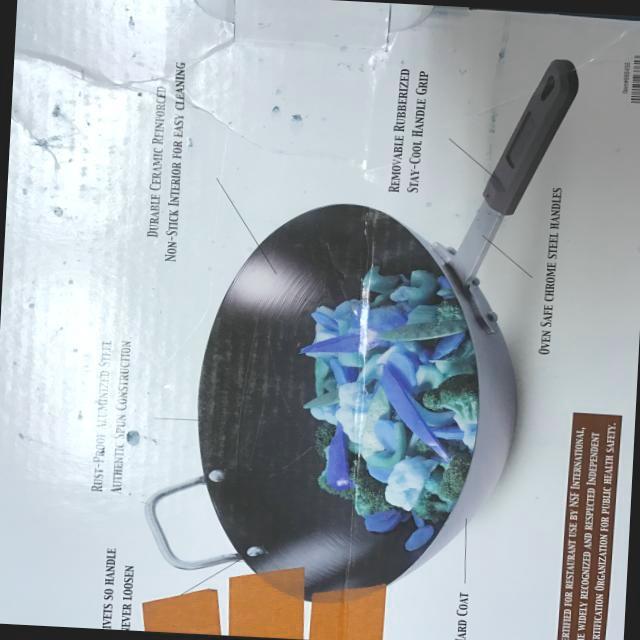 DURABLE CERAMIC REINFORCED
NON-STICK INTERIOR FOR EASY CLEANING
REMOVABLE RUBBERIZED
STAY-COOL HANDLE GRIP
OVEN SAFE CHROME STEEL HANDLES
RUST-PROOF ALUMINIZED STEEL
AUTHENTIC SPUN CONSTRUCTION
IVETS SO HANDLE
EVER LOOSEN
ARD COAT
TIFIED FOR RESTAURANT USE BY NSF INTERNATIONAL,
E WIDELY RECOGNIZED AND RESPECTED INDEPENDENT
TIFICATION ORGANIZATION FOR PUBLIC HEALTH SAFETY.